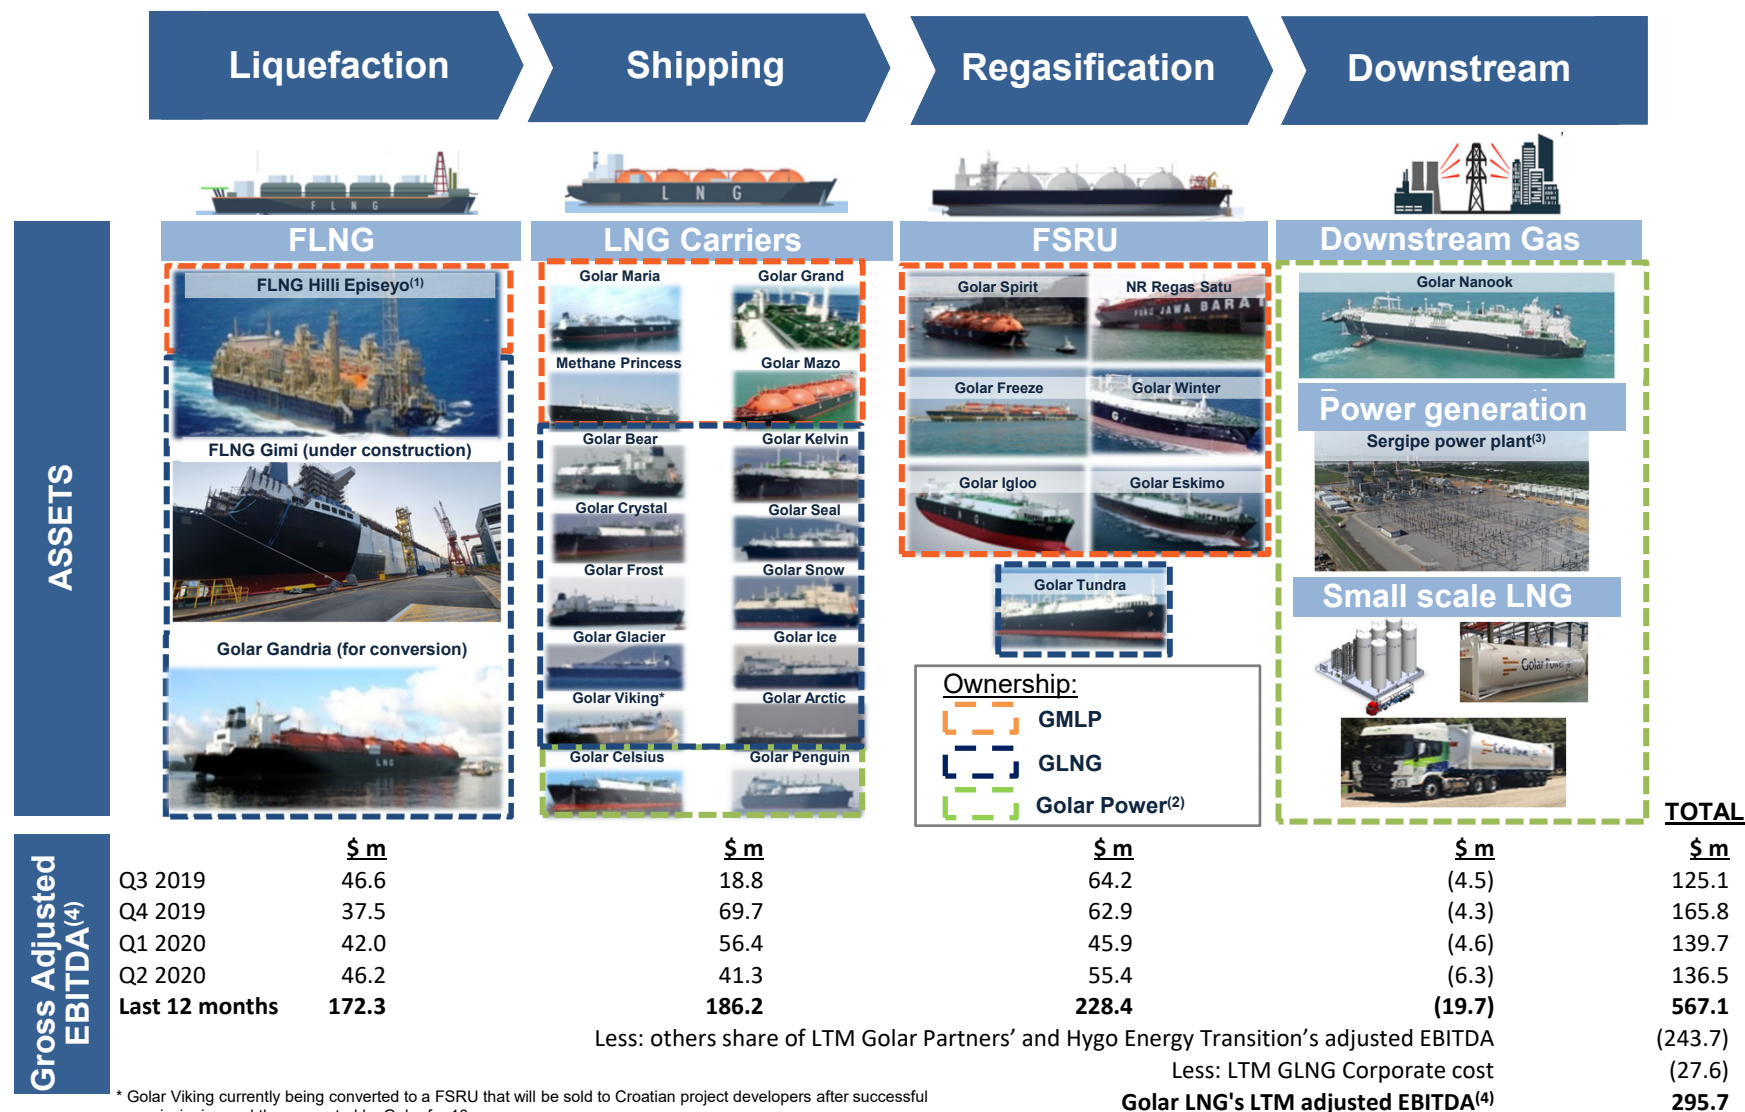 Liquefaction
Shipping
Regasification
Downstream
F L N G
L N G
FLNG
LNG Carriers
FSRU
Downstream Gas
ASSETS
FLNG Hilli Episeyo(1)
FLNG Gimi (under construction)
Golar Gandria (for conversion)
LNG
Golar Maria
Golar Grand
Methane Princess
Golar Mazo
Golar Bear
Golar Kelvin
Golar Crystal
Golar Seal
Golar Frost
Golar Snow
Golar Glacier
Golar Ice
Golar Viking*
Golar Arctic
Golar Celsius
Golar Penguin
Golar Spirit
NR Regas Satu
JAWA BARAT
Golar Freeze
Golar Winter
Golar Igloo
Golar Eskimo
L N G
Golar Tundra
Ownership:
GMLP
GLNG
Golar Power(2)
Golar Nanook
Power generation
Sergipe power plant(3)
Small scale LNG
Golar Power
TOTAL
Gross Adjusted
EBITDA(4)
$ m $ m $ m $ m $ m
Q3 2019 46.6 18.8 64.2 (4.5) 125.1
Q4 2019 37.5 69.7 62.9 (4.3) 165.8
Q1 2020 42.0 56.4 45.9 (4.6) 139.7
Q2 2020 46.2 41.3 55.4 (6.3) 136.5
Last 12 months 172.3 186.2 228.4 (19.7) 567.1
Less: others share of LTM Golar Partners' and Hygo Energy Transition's adjusted EBITDA (243.7)
Less: LTM GLNG Corporate cost (27.6)
Golar LNG's LTM adjusted EBITDA(4) 295.7
* Golar Viking currently being converted to a FSRU that will be sold to Croatian project developers after successful